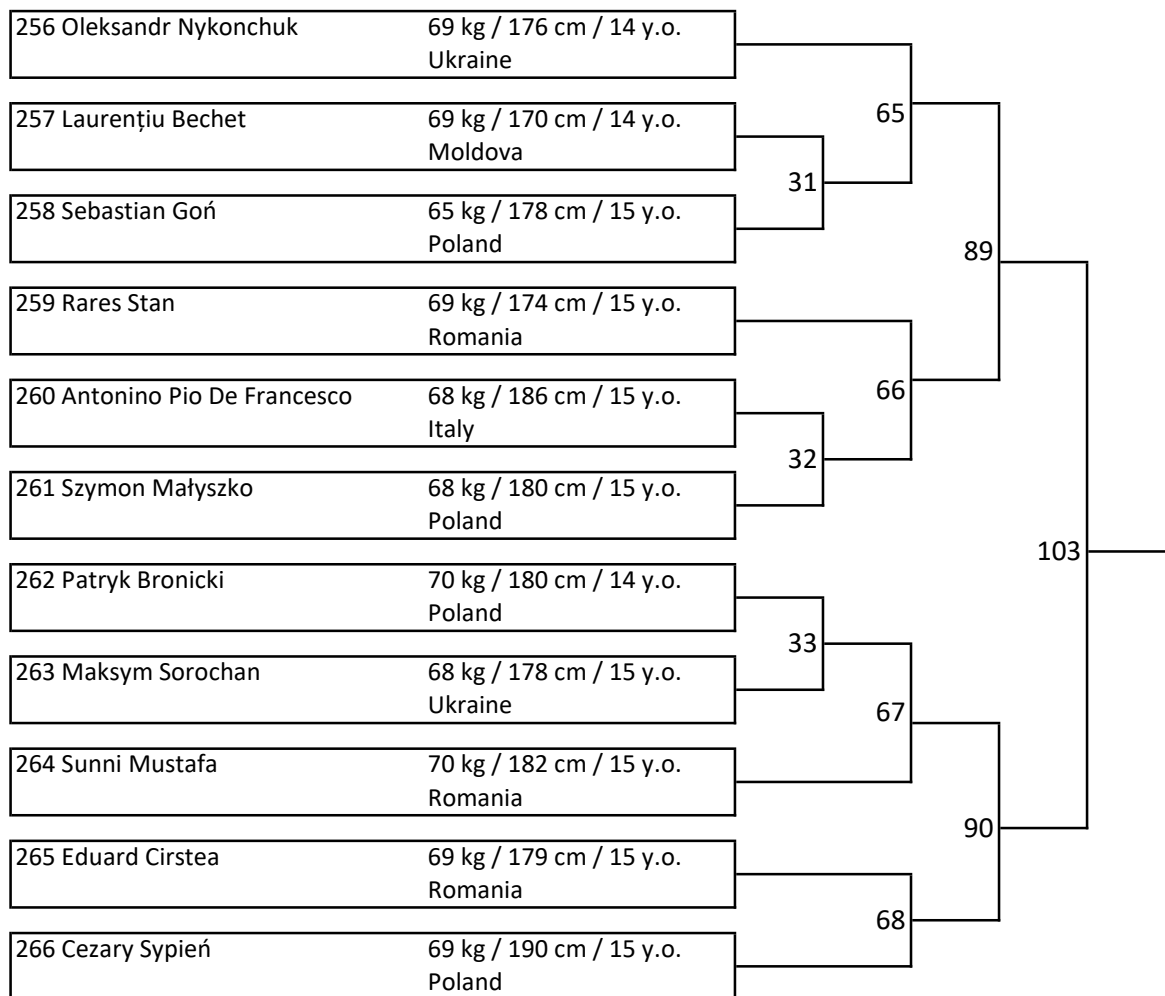 256 Oleksandr Nykonchuk 69 kg / 176 cm / 14 y.o.
Ukraine
65
257 Laurențiu Bechet 69 kg / 170 cm / 14 y.o.
Moldova
31
258 Sebastian Goń 65 kg / 178 cm / 15 y.o.
Poland
89
259 Rares Stan 69 kg / 174 cm / 15 y.o.
Romania
66
260 Antonino Pio De Francesco 68 kg / 186 cm / 15 y.o.
Italy
32
261 Szymon Małyszko 68 kg / 180 cm / 15 y.o.
Poland
103
262 Patryk Bronicki 70 kg / 180 cm / 14 y.o.
Poland
33
263 Maksym Sorochan 68 kg / 178 cm / 15 y.o.
Ukraine
67
264 Sunni Mustafa 70 kg / 182 cm / 15 y.o.
Romania
90
265 Eduard Cirstea 69 kg / 179 cm / 15 y.o.
Romania
68
266 Cezary Sypień 69 kg / 190 cm / 15 y.o.
Poland